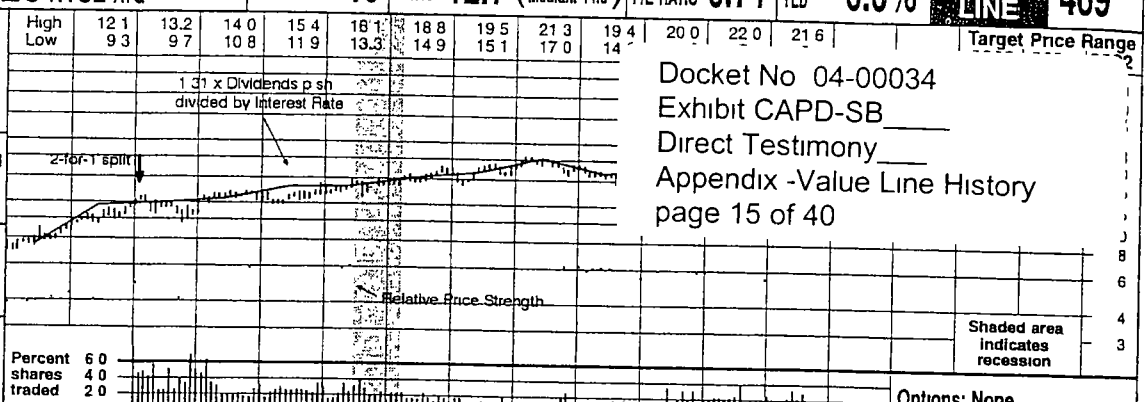 LINE 409
High 12 1 13.2 14 0 15 4 16 1 18 8 19 5 21 3 19 4 20 0 22 0 21 6
Low 9 3 9 7 10 8 11 9 13.3 14 9 15 1 17 0
Target Price Range
1 31 x Dividends p sh
divided by Interest Rate
2-for-1 split
Docket No 04-00034
Exhibit CAPD-SB____
Direct Testimony___
Appendix -Value Line History
page 15 of 40
8
6
4
3
Relative Price Strength
Shaded area
indicates
recession
Percent 6 0
shares 4 0
traded 2 0
Options: None